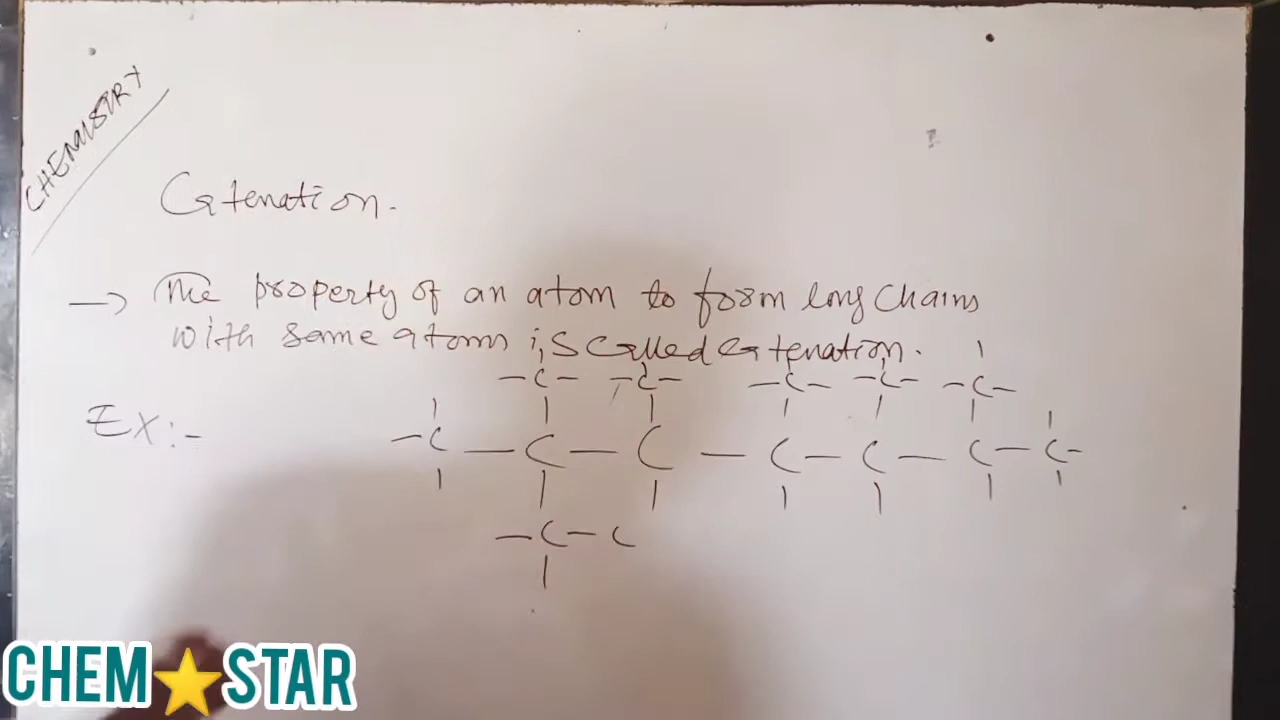 CHEMISTRY
Catenation.
→ The property of an atom to form long chains
with same atoms is called catenation.
Ex:-
-C- -C- -C- -C- -C-
-C-C-C-C-C-C-C-
-C-C
CHEM⭐STAR